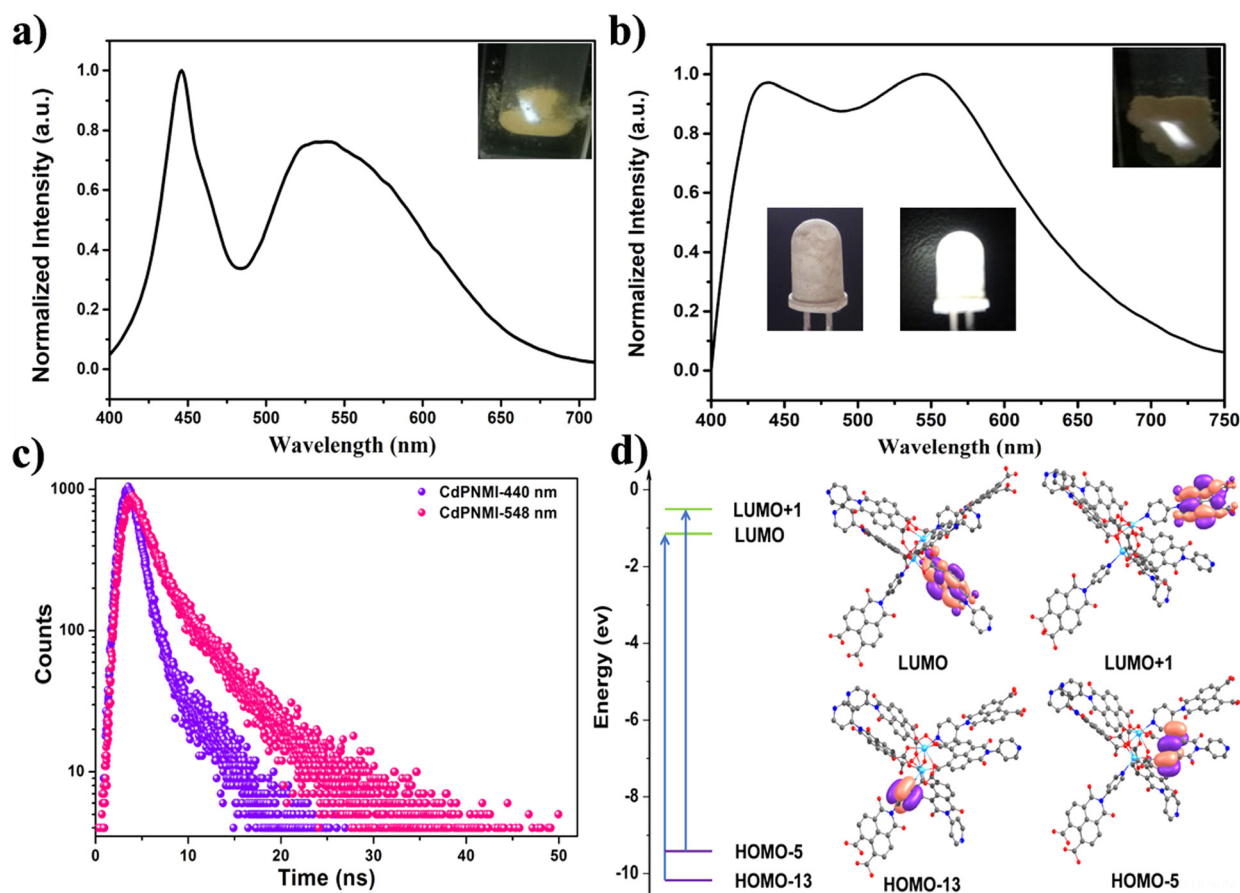 a)
Normalized Intensity (a.u.)
1.0
0.8
0.6
0.4
0.2
0.0
400 450 500 550 600 650 700
Wavelength (nm)
b)
Normalized Intensity (a.u.)
1.0
0.8
0.6
0.4
0.2
0.0
400 450 500 550 600 650 700 750
Wavelength (nm)
c)
Counts
1000
100
10
CdPNMI-440 nm
CdPNMI-548 nm
0 5 10 20 30 40 50
Time (ns)
d)
Energy (ev)
0
-2
-4
-6
-8
-10
LUMO+1
LUMO
HOMO-5
HOMO-13
LUMO
LUMO+1
HOMO-13
HOMO-5